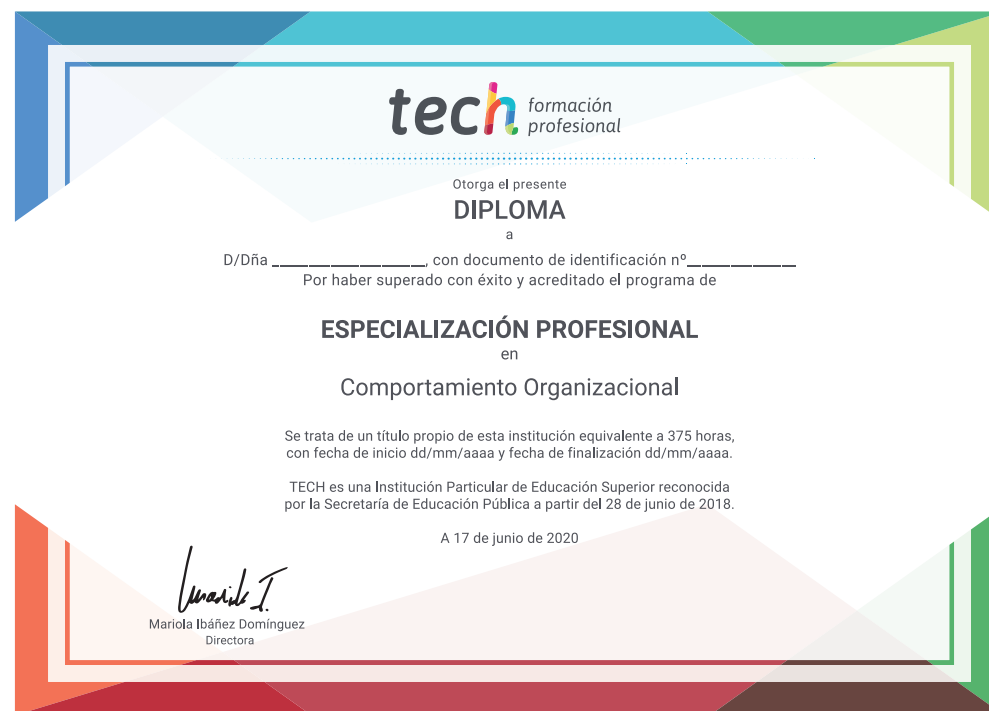 tech formación
profesional
Otorga el presente
DIPLOMA
a
D/Dña ____________________, con documento de identificación nº______________
Por haber superado con éxito y acreditado el programa de
ESPECIALIZACIÓN PROFESIONAL
en
Comportamiento Organizacional
Se trata de un título propio de esta institución equivalente a 375 horas,
con fecha de inicio dd/mm/aaaa y fecha de finalización dd/mm/aaaa.
TECH es una Institución Particular de Educación Superior reconocida
por la Secretaría de Educación Pública a partir del 28 de junio de 2018.
A 17 de junio de 2020
Mariola Ibáñez Domínguez
Directora